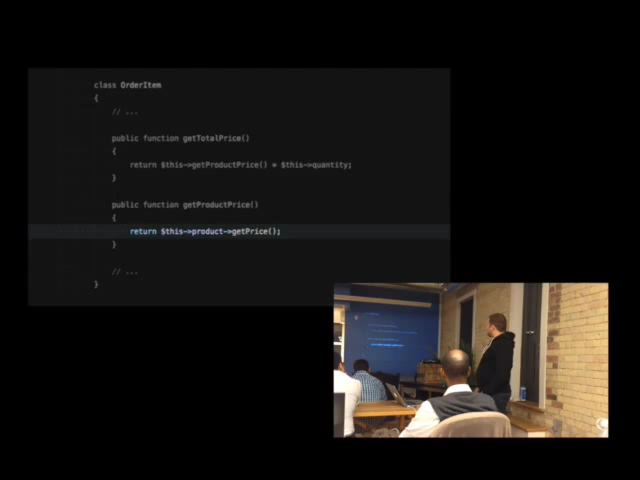 class OrderItem
{
// ...
public function getTotalPrice()
{
return $this->getProductPrice() * $this->quantity;
}
public function getProductPrice()
{
return $this->product->getPrice();
}
// ...
}